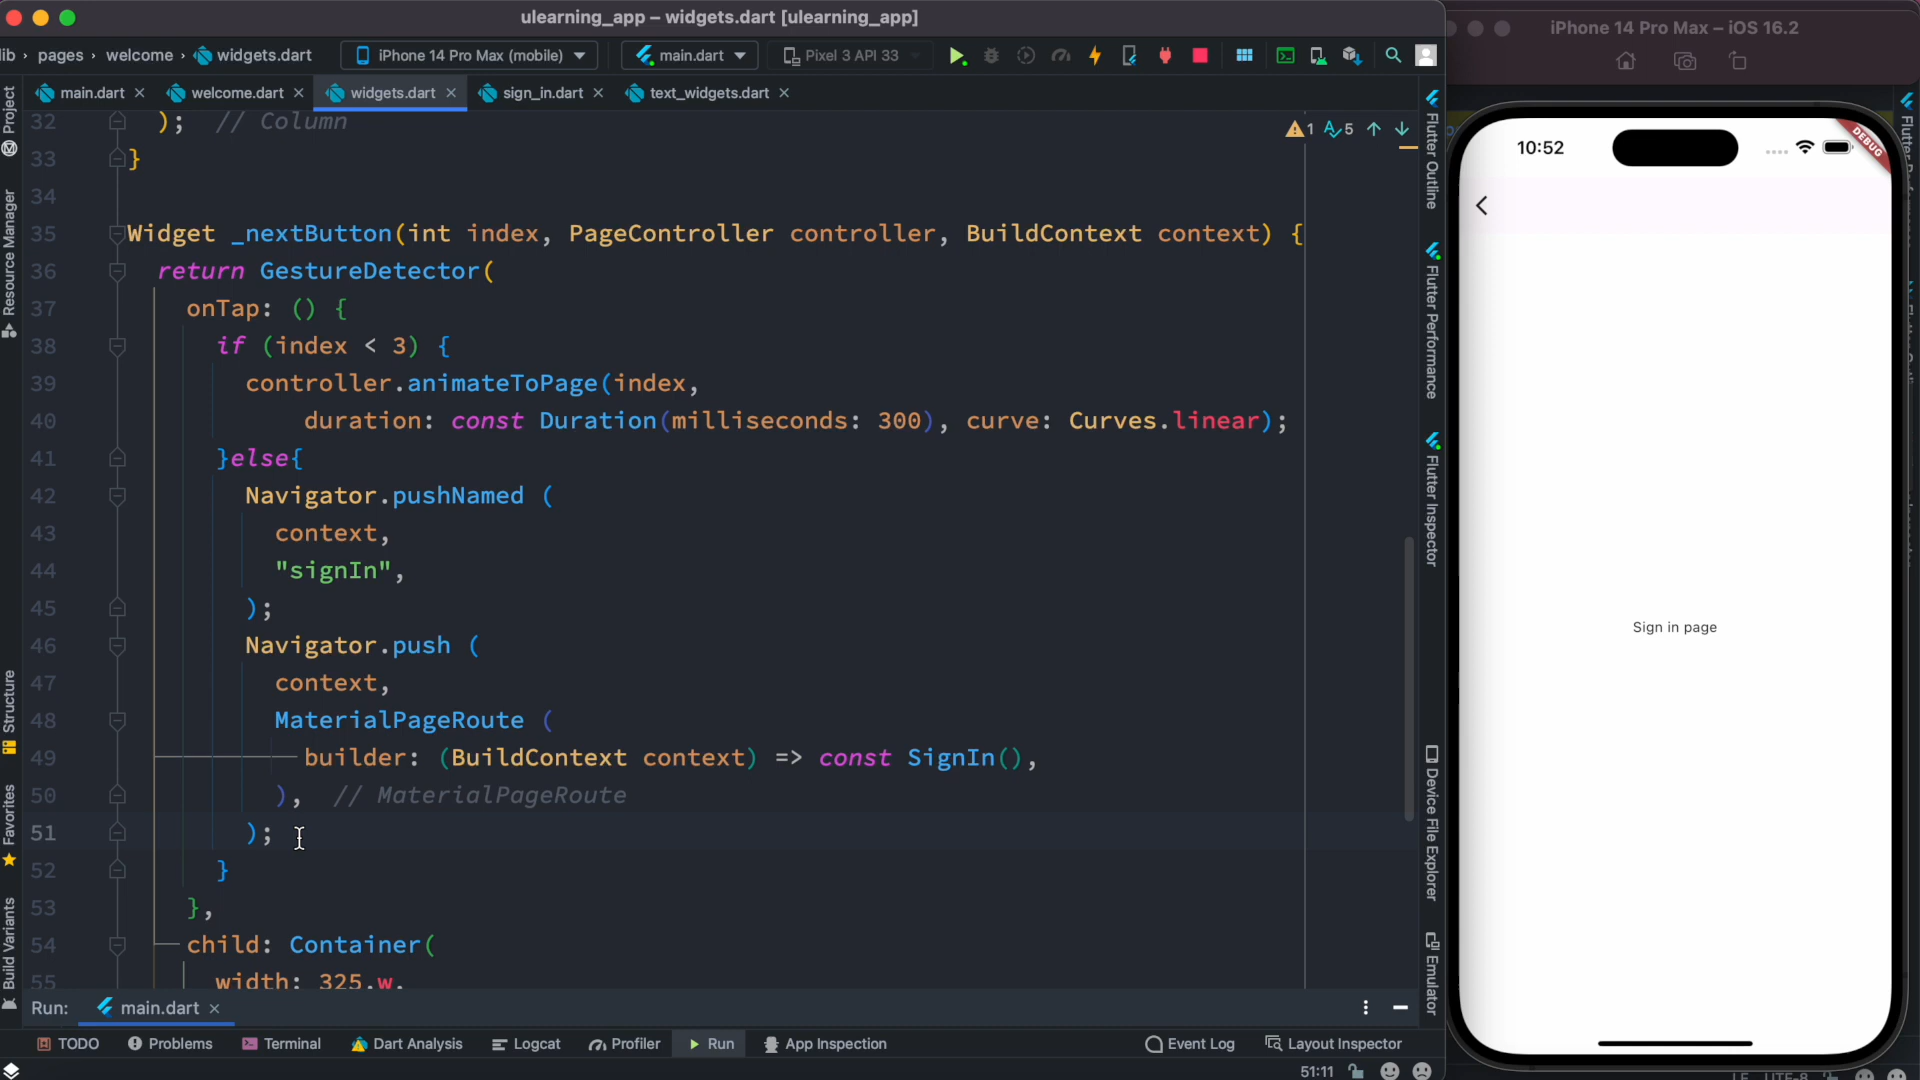 ulearning_app – widgets.dart [ulearning_app]
iPhone 14 Pro Max – iOS 16.2
lib › pages › welcome › widgets.dart
iPhone 14 Pro Max (mobile)
main.dart
Pixel 3 API 33
main.dart
welcome.dart
widgets.dart
sign_in.dart
text_widgets.dart
1
5
Project
Resource Manager
Structure
Favorites
Build Variants
32 ); // Column
33 }
34
35 Widget _nextButton(int index, PageController controller, BuildContext context) {
36 return GestureDetector(
37 onTap: () {
38 if (index < 3) {
39 controller.animateToPage(index,
40 duration: const Duration(milliseconds: 300), curve: Curves.linear);
41 }else{
42 Navigator.pushNamed (
43 context,
44 "signIn",
45 );
46 Navigator.push (
47 context,
48 MaterialPageRoute (
49 builder: (BuildContext context) => const SignIn(),
50 ), // MaterialPageRoute
51 );
52 }
53 },
54 child: Container(
55 width: 325.w,
Flutter Outline
Flutter Performance
Flutter Inspector
Device File Explorer
Emulator
10:52
DEBUG
Sign in page
Run:
main.dart
TODO
Problems
Terminal
Dart Analysis
Logcat
Profiler
Run
App Inspection
Event Log
Layout Inspector
51:11
LF UTF-8